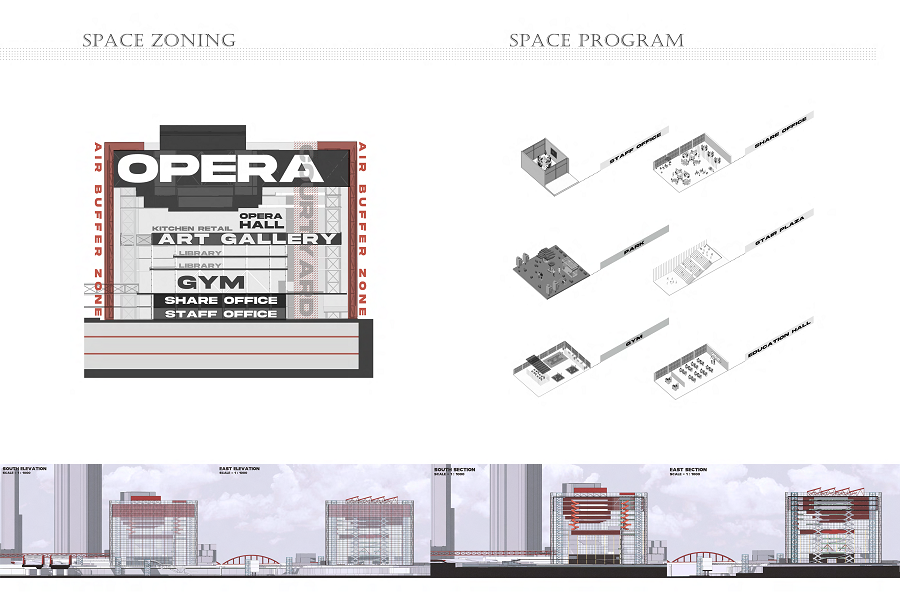 SPACE ZONING
SPACE PROGRAM
OPERA
AIR BUFFER ZONE
COURTYARD
AIR BUFFER ZONE
OPERA
HALL
KITCHEN RETAIL
ART GALLERY
LIBRARY
LIBRARY
GYM
SHARE OFFICE
STAFF OFFICE
STAFF OFFICE
SHARE OFFICE
PARK
STAIR PLAZA
GYM
EDUCATION HALL
SOUTH ELEVATION
SCALE = 1 : 1000
EAST ELEVATION
SCALE = 1 : 1000
SOUTH SECTION
SCALE = 1 : 1000
EAST SECTION
SCALE = 1 : 1000